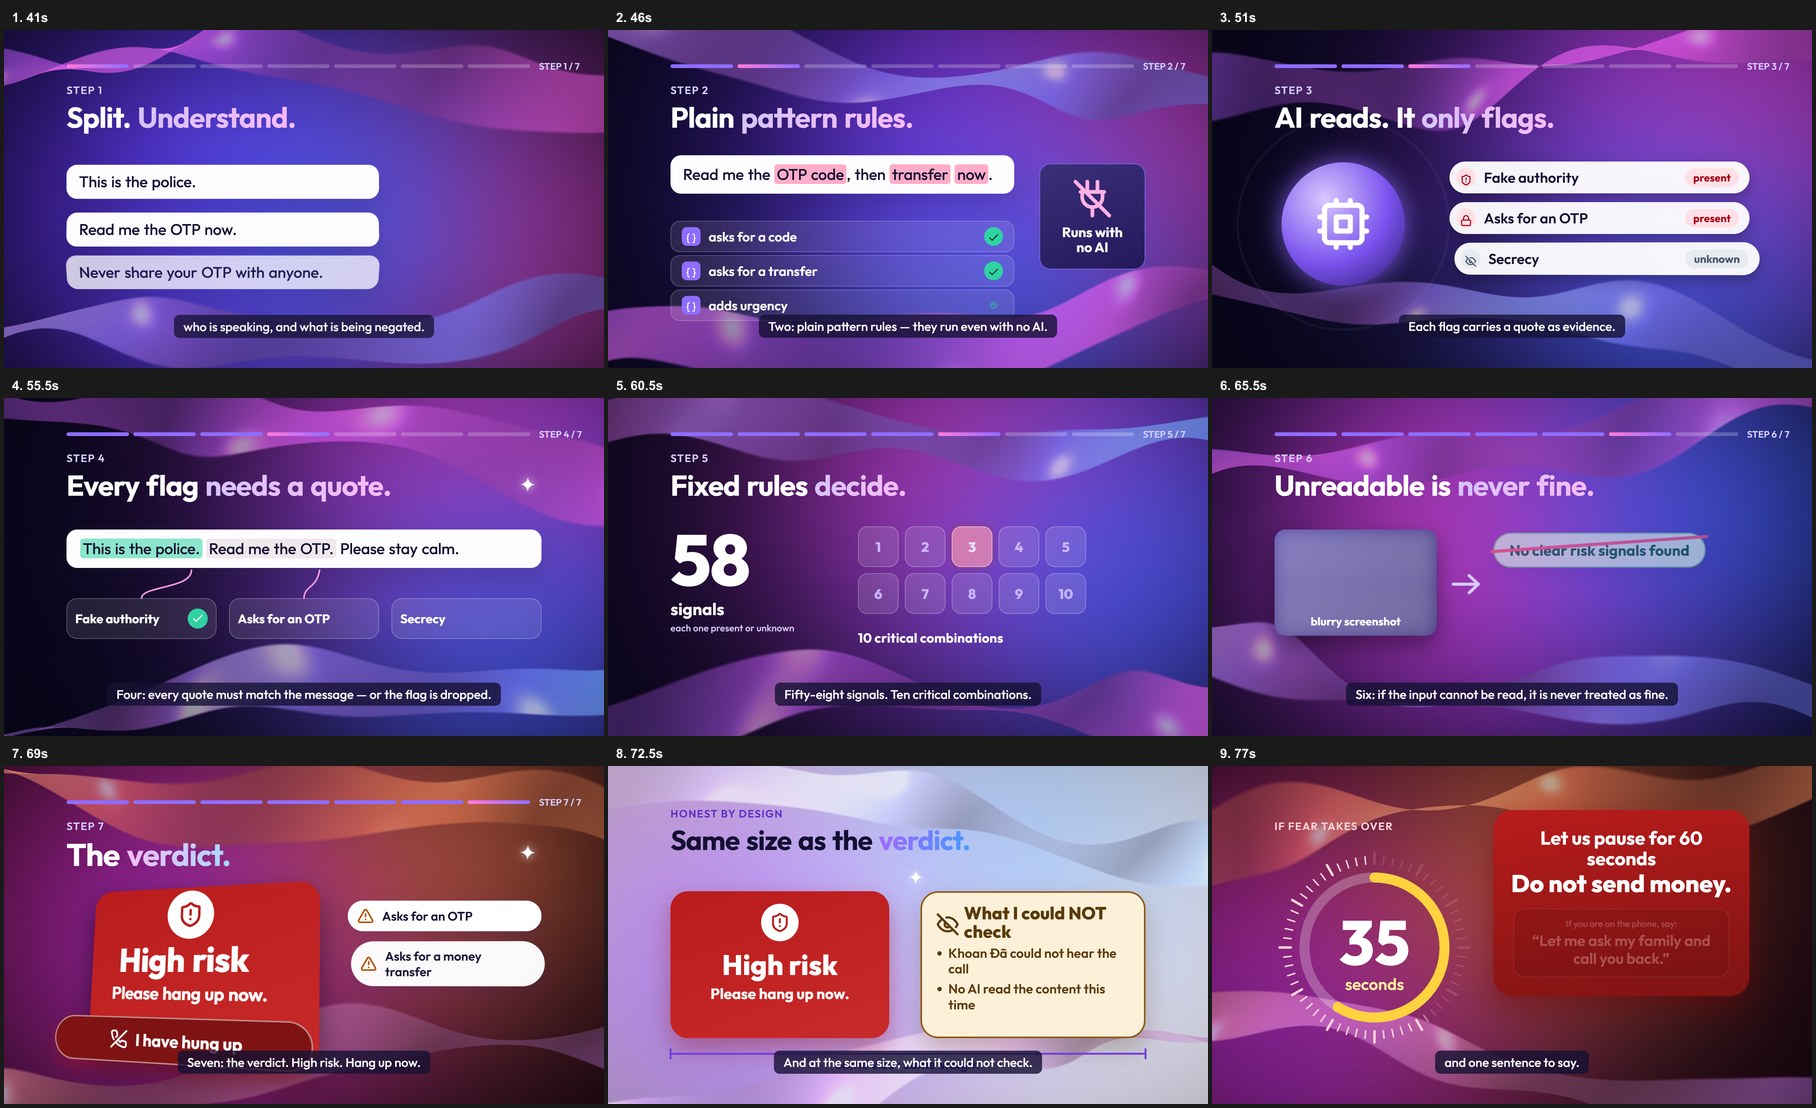 1. 41s
STEP 1 / 7
STEP 1
Split. Understand.
This is the police.
Read me the OTP now.
Never share your OTP with anyone.
who is speaking, and what is being negated.
2. 46s
STEP 2 / 7
STEP 2
Plain pattern rules.
Read me the OTP code, then transfer now.
{ } asks for a code
{ } asks for a transfer
{ } adds urgency
Runs with
no AI
Two: plain pattern rules — they run even with no AI.
3. 51s
STEP 3 / 7
STEP 3
AI reads. It only flags.
Fake authority present
Asks for an OTP present
Secrecy unknown
Each flag carries a quote as evidence.
4. 55.5s
STEP 4 / 7
STEP 4
Every flag needs a quote.
This is the police. Read me the OTP. Please stay calm.
Fake authority
Asks for an OTP
Secrecy
Four: every quote must match the message — or the flag is dropped.
5. 60.5s
STEP 5 / 7
STEP 5
Fixed rules decide.
58
signals
each one present or unknown
1 2 3 4 5
6 7 8 9 10
10 critical combinations
Fifty-eight signals. Ten critical combinations.
6. 65.5s
STEP 6 / 7
STEP 6
Unreadable is never fine.
blurry screenshot
No clear risk signals found
Six: if the input cannot be read, it is never treated as fine.
7. 69s
STEP 7 / 7
STEP 7
The verdict.
High risk
Please hang up now.
I have hung up
Asks for an OTP
Asks for a money
transfer
Seven: the verdict. High risk. Hang up now.
8. 72.5s
HONEST BY DESIGN
Same size as the verdict.
High risk
Please hang up now.
What I could NOT
check
• Khoan Đã could not hear the
call
• No AI read the content this
time
And at the same size, what it could not check.
9. 77s
IF FEAR TAKES OVER
35
seconds
Let us pause for 60
seconds
Do not send money.
If you are on the phone, say:
“Let me ask my family and
call you back.”
and one sentence to say.